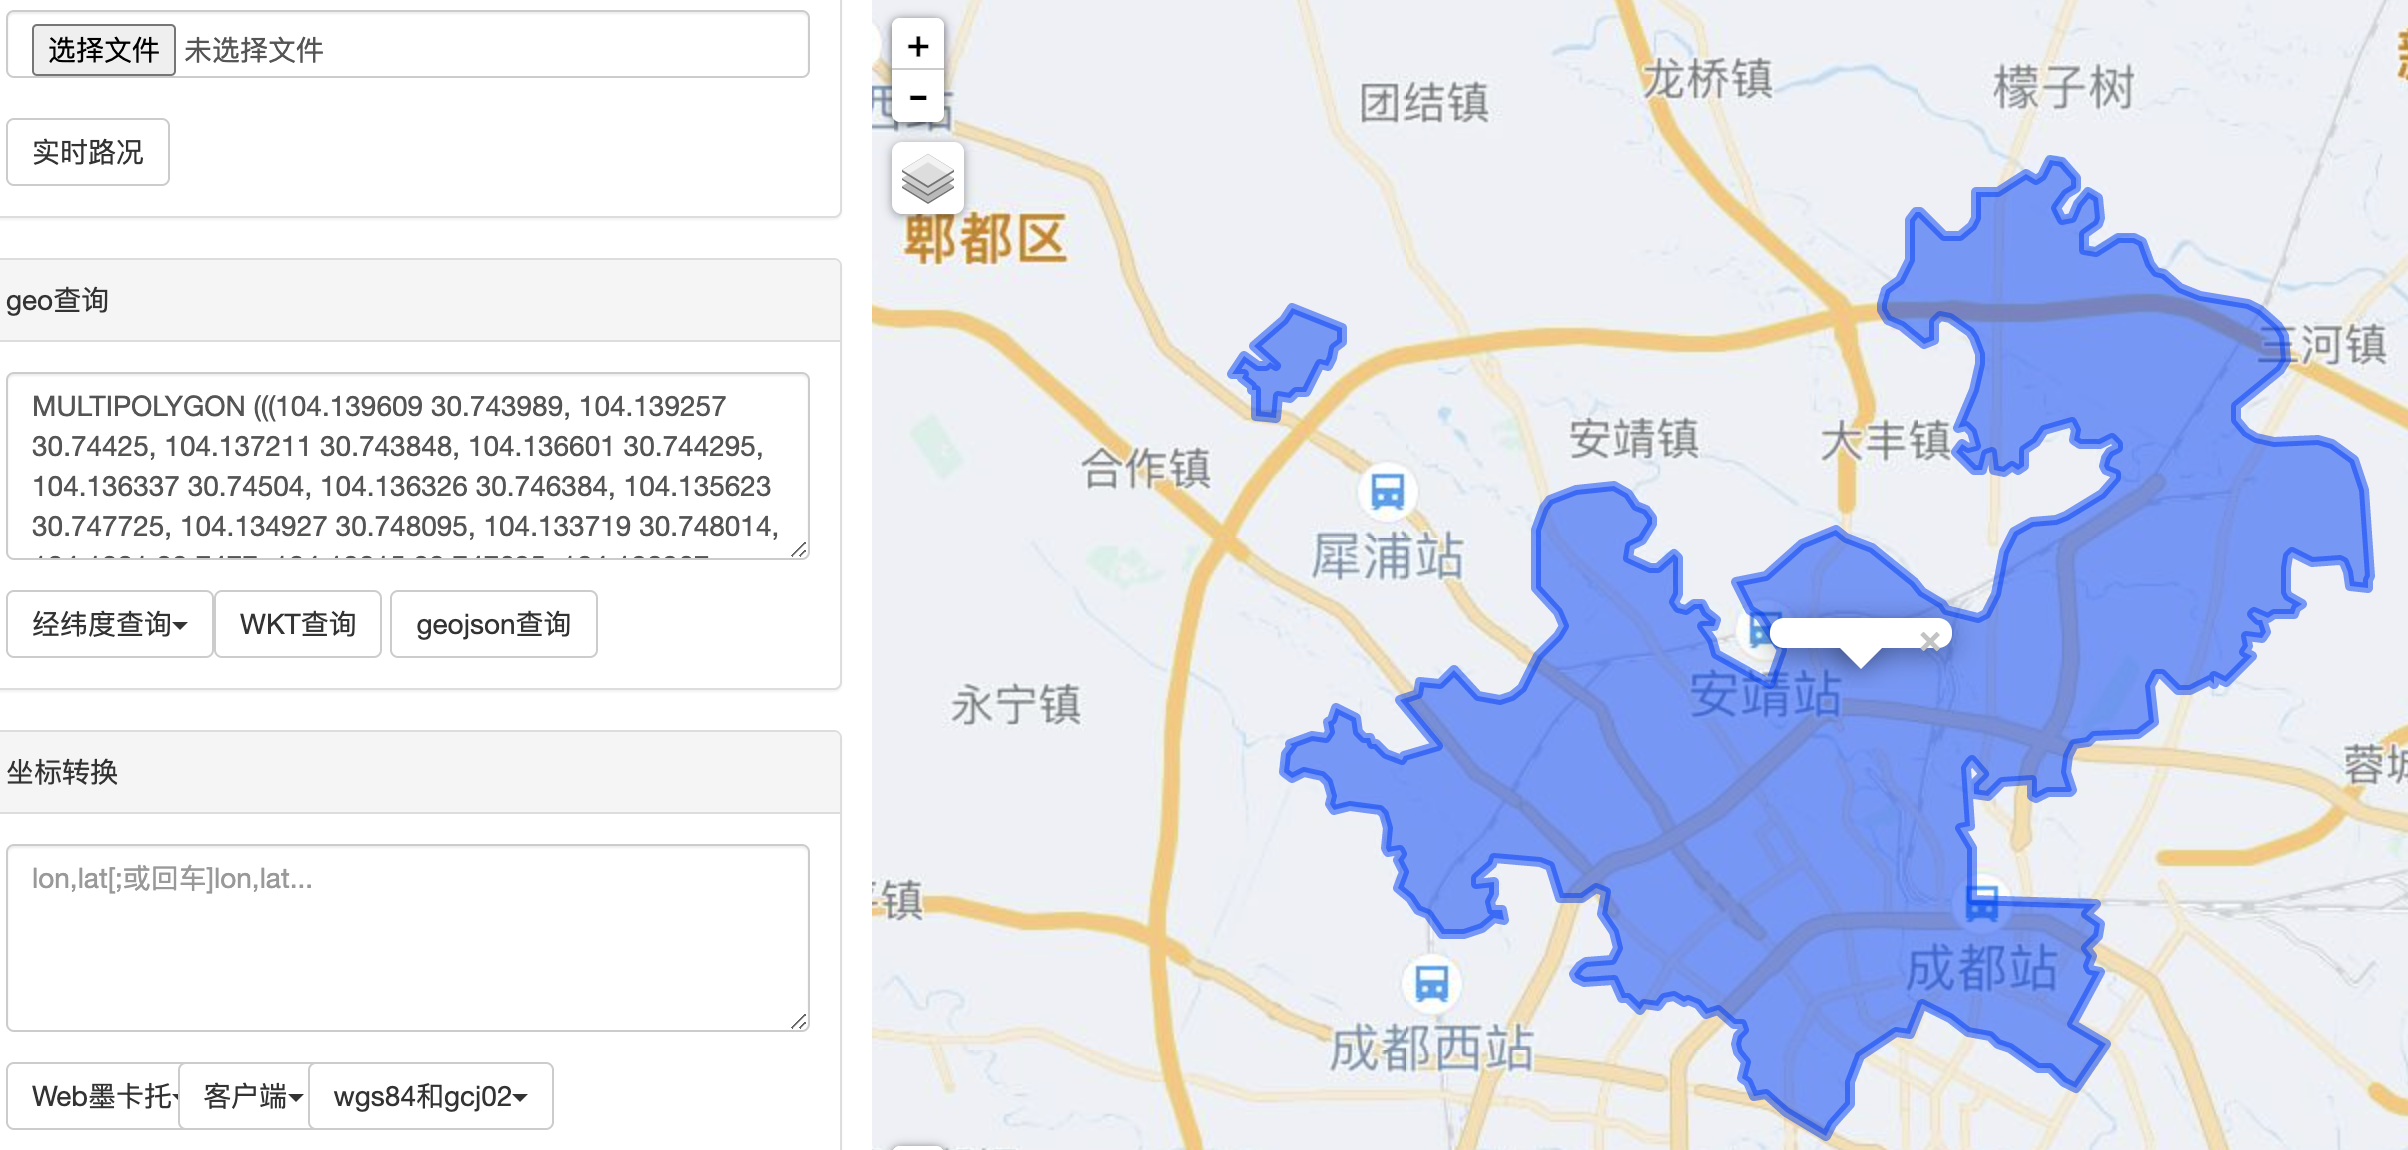 选择文件 未选择文件
实时路况
geo查询
MULTIPOLYGON (((104.139609 30.743989, 104.139257
30.74425, 104.137211 30.743848, 104.136601 30.744295,
104.136337 30.74504, 104.136326 30.746384, 104.135623
30.747725, 104.134927 30.748095, 104.133719 30.748014,
经纬度查询
WKT查询
geojson查询
坐标转换
lon,lat[;或回车]lon,lat...
Web墨卡托
客户端
wgs84和gcj02
+
-
西站
团结镇
龙桥镇
檬子树
郫都区
三河镇
安靖镇
大丰镇
合作镇
犀浦站
安靖站
永宁镇
蓉城
镇
成都站
成都西站
×